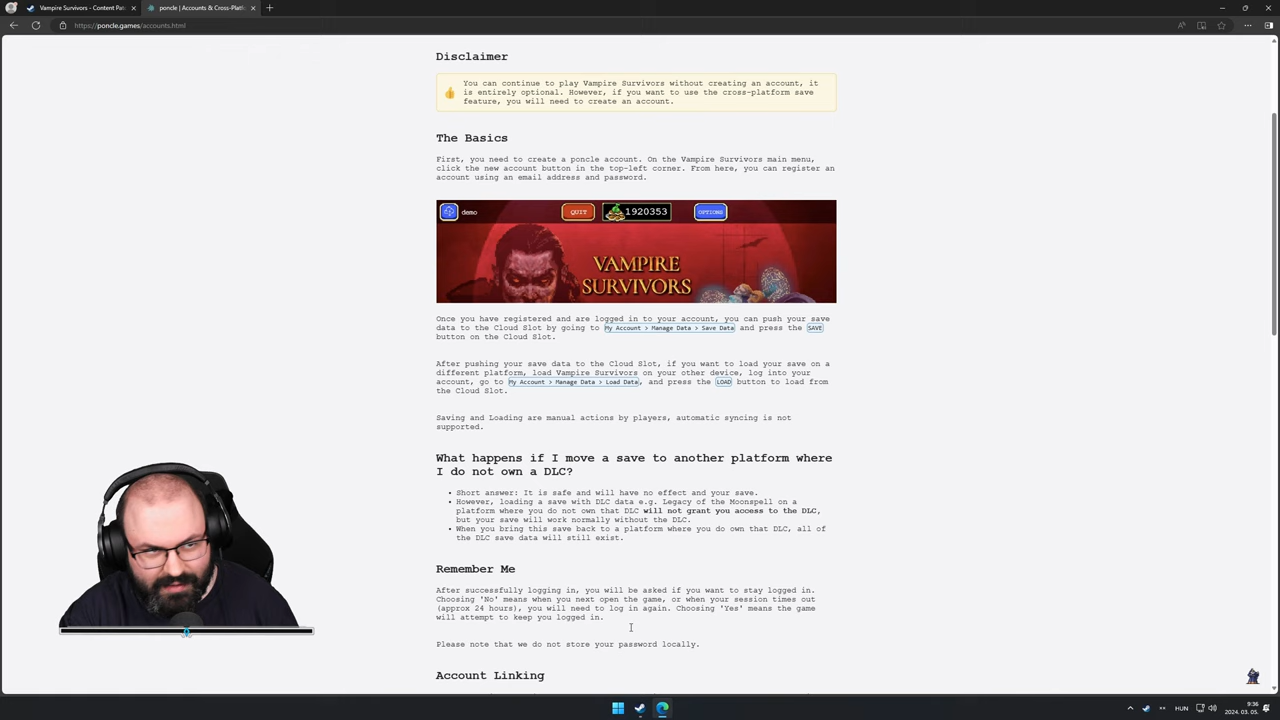 Vampire Survivors - Content Pat
poncle | Accounts & Cross-Platf
https://poncle.games/accounts.html
Disclaimer
You can continue to play Vampire Survivors without creating an account, it
is entirely optional. However, if you want to use the cross-platform save
feature, you will need to create an account.
The Basics
First, you need to create a poncle account. On the Vampire Survivors main menu,
click the new account button in the top-left corner. From here, you can register an
account using an email address and password.
demo
QUIT
1920353
OPTIONS
VAMPIRE
SURVIVORS
Once you have registered and are logged in to your account, you can push your save
data to the Cloud Slot by going to My Account > Manage Data > Save Data and press the SAVE
button on the Cloud Slot.
After pushing your save data to the Cloud Slot, if you want to load your save on a
different platform, load Vampire Survivors on your other device, log into your
account, go to My Account > Manage Data > Load Data, and press the LOAD button to load from
the Cloud Slot.
Saving and Loading are manual actions by players, automatic syncing is not
supported.
What happens if I move a save to another platform where
I do not own a DLC?
• Short answer: It is safe and will have no effect and your save.
• However, loading a save with DLC data e.g. Legacy of the Moonspell on a
platform where you do not own that DLC will not grant you access to the DLC,
but your save will work normally without the DLC.
• When you bring this save back to a platform where you do own that DLC, all of
the DLC save data will still exist.
Remember Me
After successfully logging in, you will be asked if you want to stay logged in.
Choosing 'No' means when you next open the game, or when your session times out
(approx 24 hours), you will need to log in again. Choosing 'Yes' means the game
will attempt to keep you logged in.
Please note that we do not store your password locally.
Account Linking
HUN
9:36
2024. 03. 05.